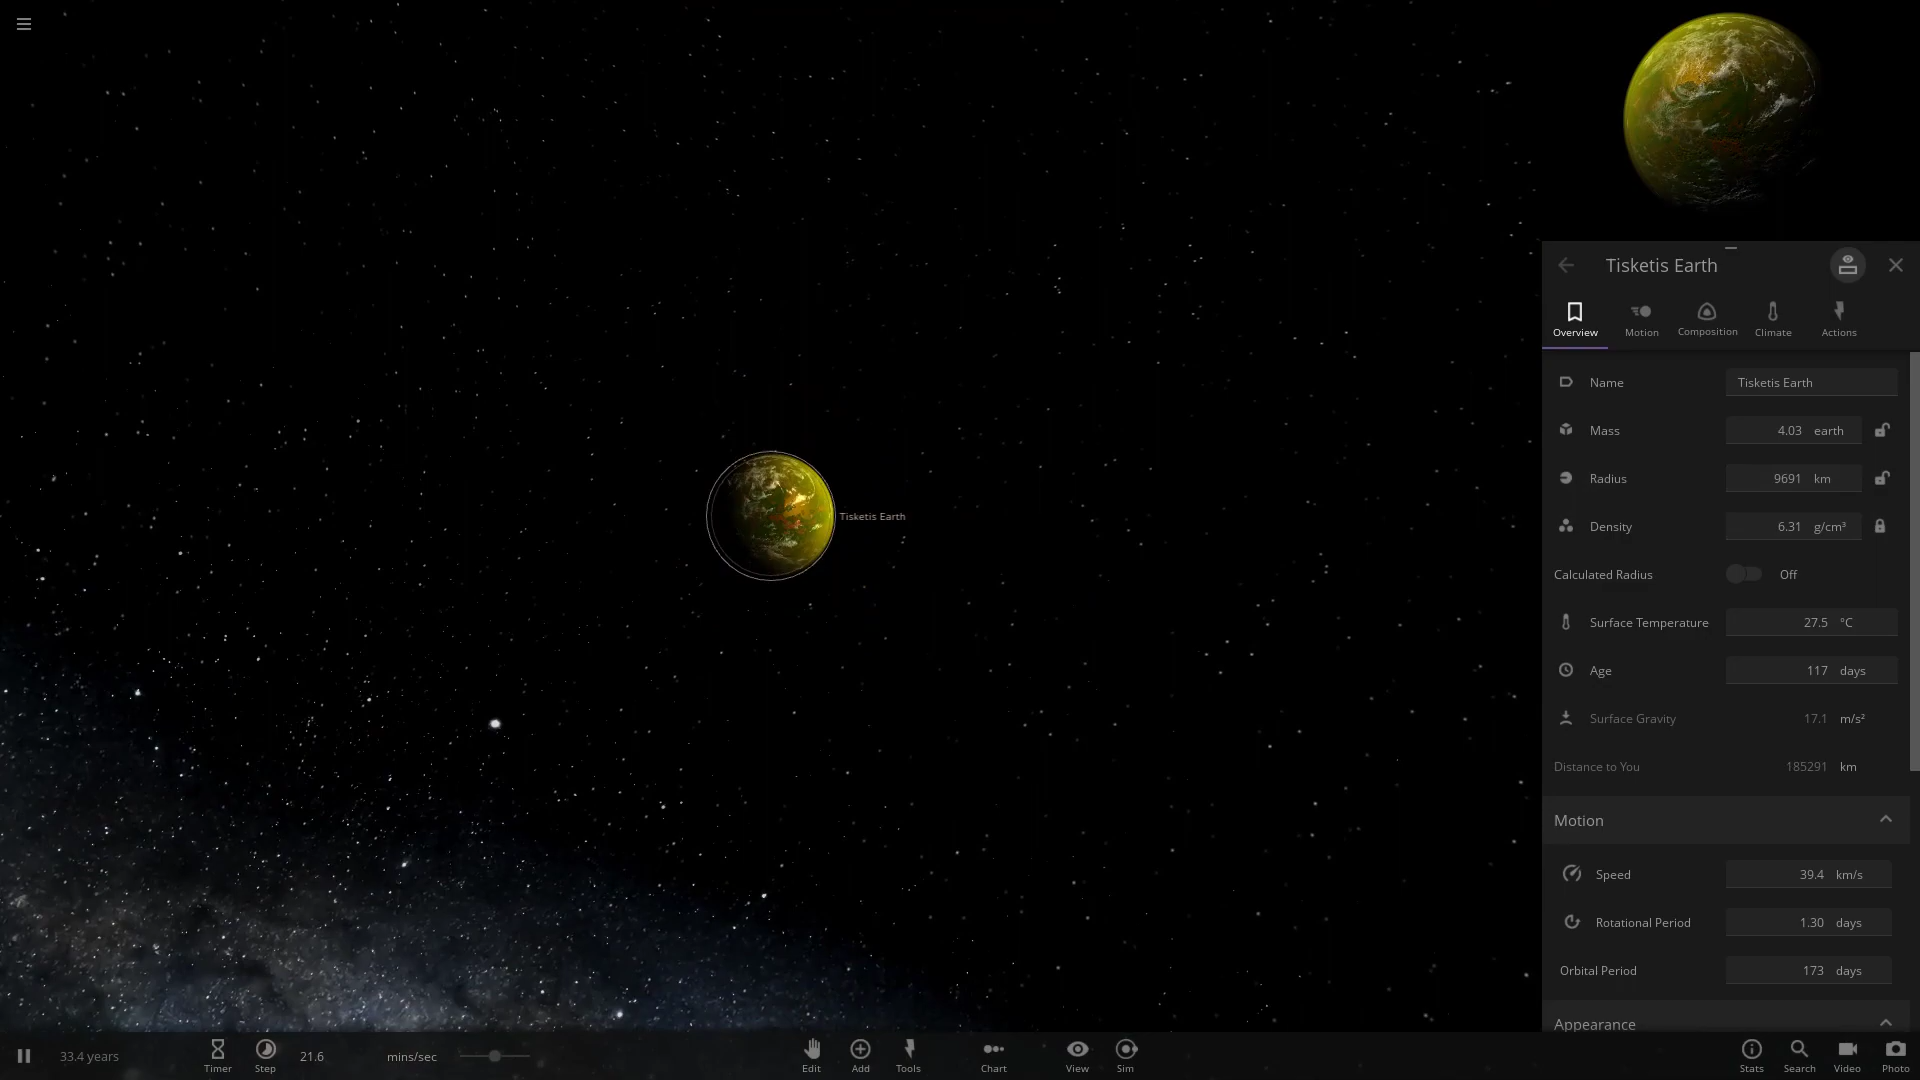 Tisketis Earth
Overview Motion Composition Climate Actions
Name Tisketis Earth
Mass 4.03 earth
Radius 9691 km
Tisketis Earth
Density 6.31 g/cm³
Calculated Radius Off
Surface Temperature 27.5 °C
Age 117 days
Surface Gravity 17.1 m/s²
Distance to You 185291 km
Motion
Speed 39.4 km/s
Rotational Period 1.30 days
Orbital Period 173 days
Appearance
33.4 years Timer Step 21.6 mins/sec Edit Add Tools Chart View Sim Stats Search Video Photo